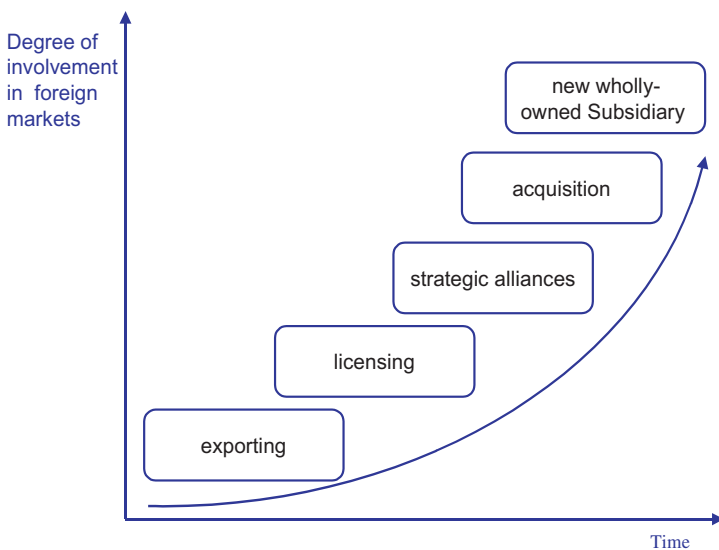 Degree of
involvement
in foreign
markets
new wholly-
owned Subsidiary
acquisition
strategic alliances
licensing
exporting
Time